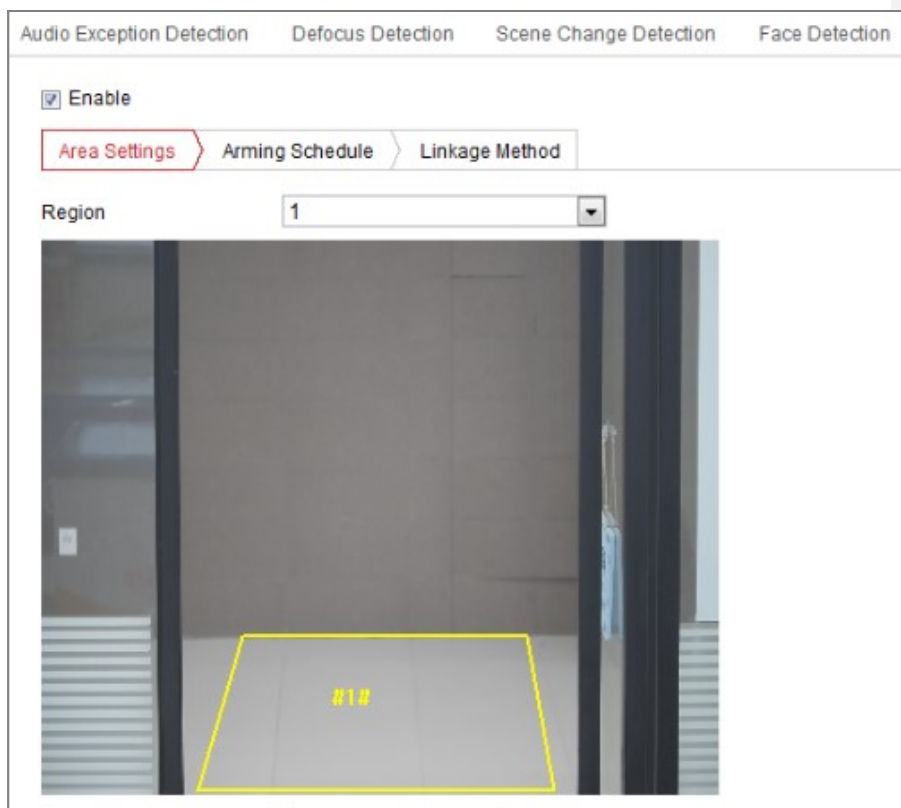 Audio Exception Detection Defocus Detection Scene Change Detection Face Detection
Enable
Area Settings Arming Schedule Linkage Method
Region 1
#1#